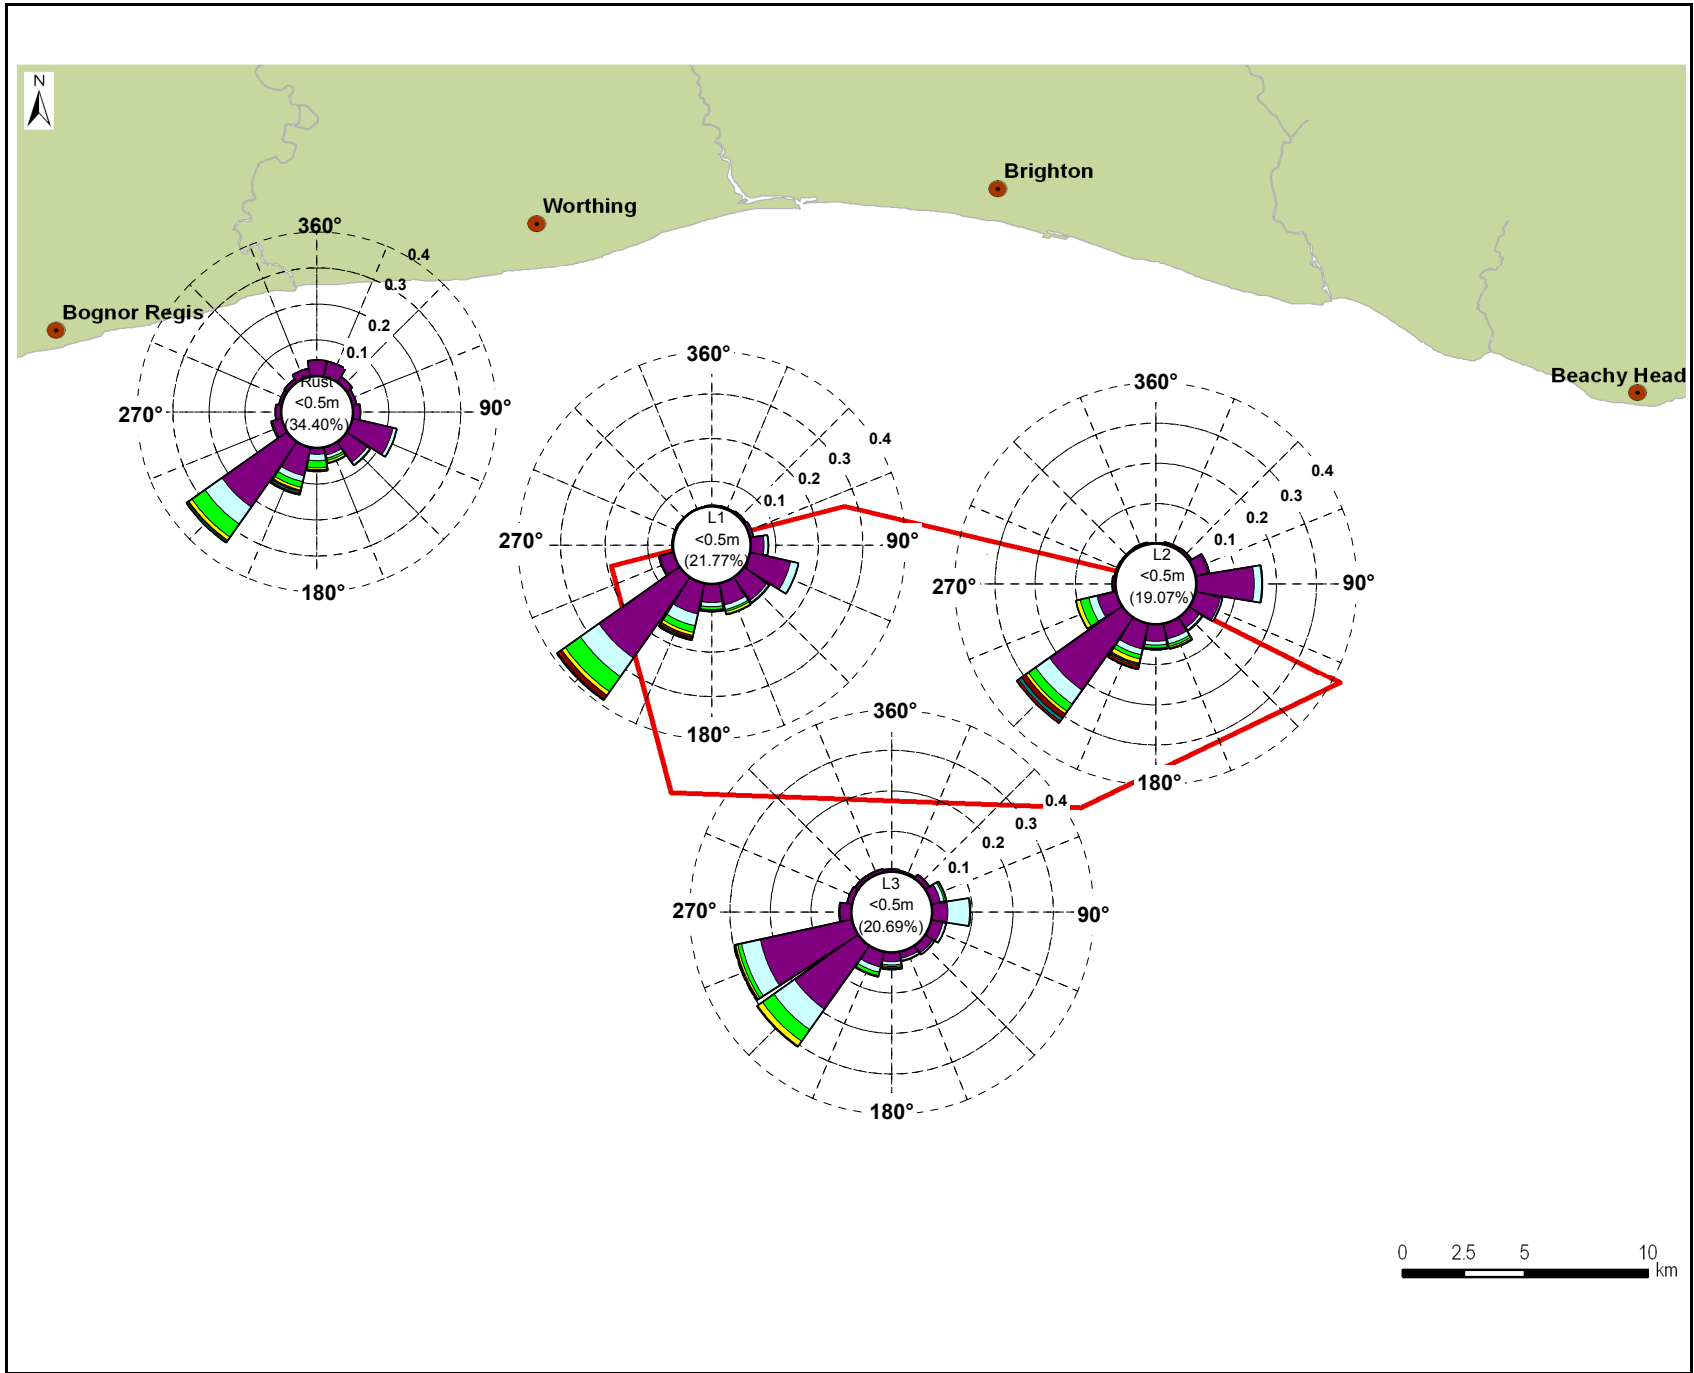 N
Brighton
Worthing
Bognor Regis
Beachy Head
360°
0.4
0.3
0.2
0.1
270°
90°
Rust
<0.5m
(34.40%)
180°
360°
0.4
0.3
0.2
0.1
270°
90°
L1
<0.5m
(21.77%
180°
360°
0.4
0.3
0.2
0.1
270°
90°
L2
<0.5m
(19.07%
180°
360°
0.4
0.3
0.2
0.1
270°
90°
L3
<0.5m
(20.69%)
180°
0 2.5 5 10
km